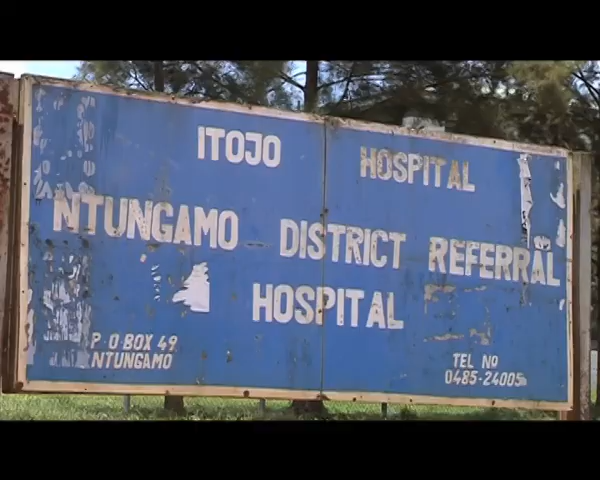 ITOJO HOSPITAL
NTUNGAMO DISTRICT REFERRAL
HOSPITAL
P O BOX 49
NTUNGAMO
TEL NO
0485-24005